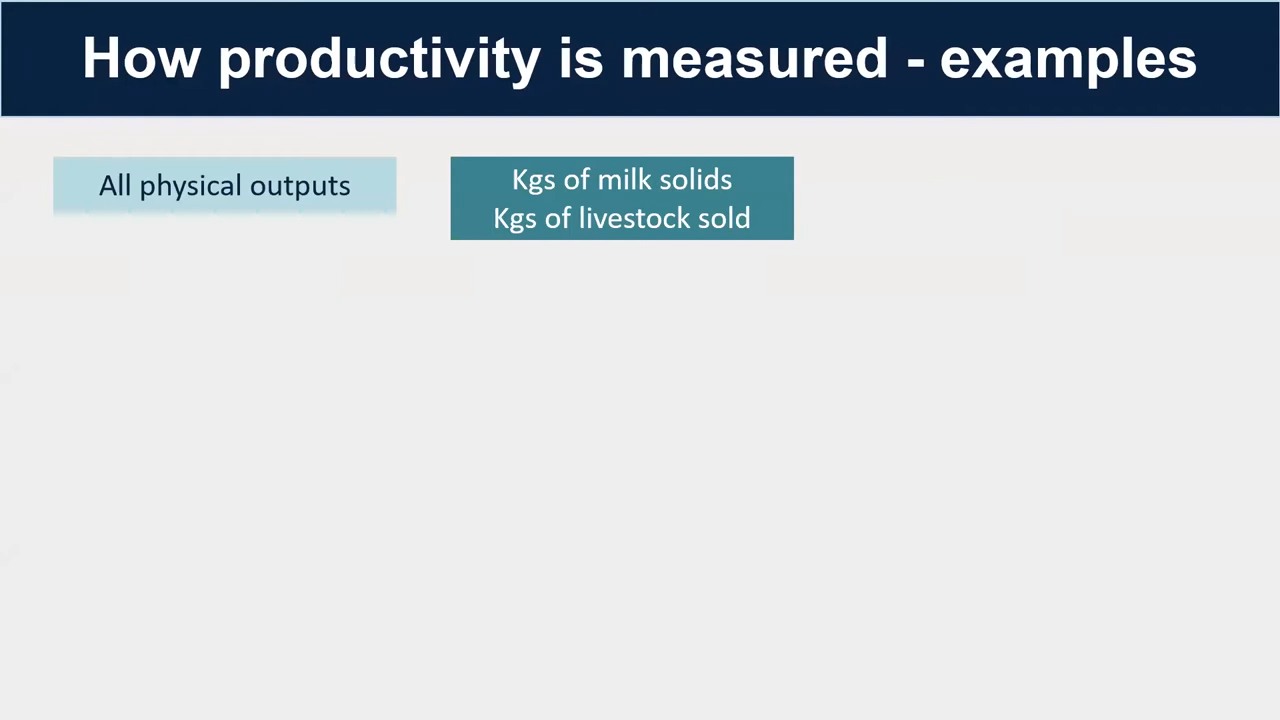 How productivity is measured - examples
All physical outputs
Kgs of milk solids
Kgs of livestock sold